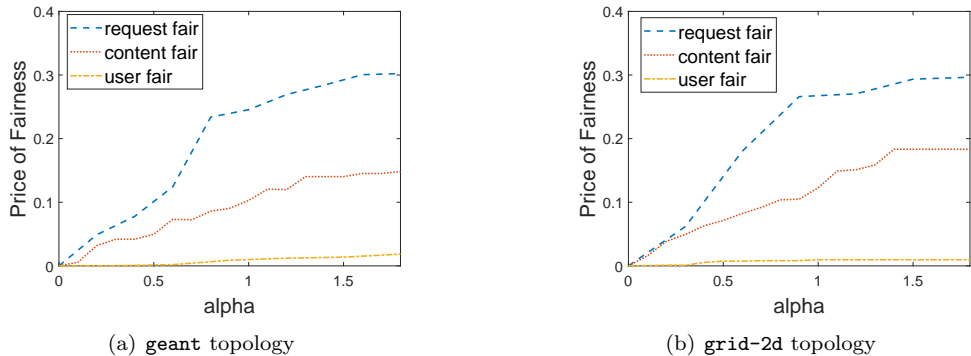 0.4
request fair
content fair
user fair
0.3
0.2
0.1
0
Price of Fairness
0 0.5 1 1.5
alpha
(a) geant topology
0.4
request fair
content fair
user fair
0.3
0.2
0.1
0
Price of Fairness
0 0.5 1 1.5
alpha
(b) grid-2d topology